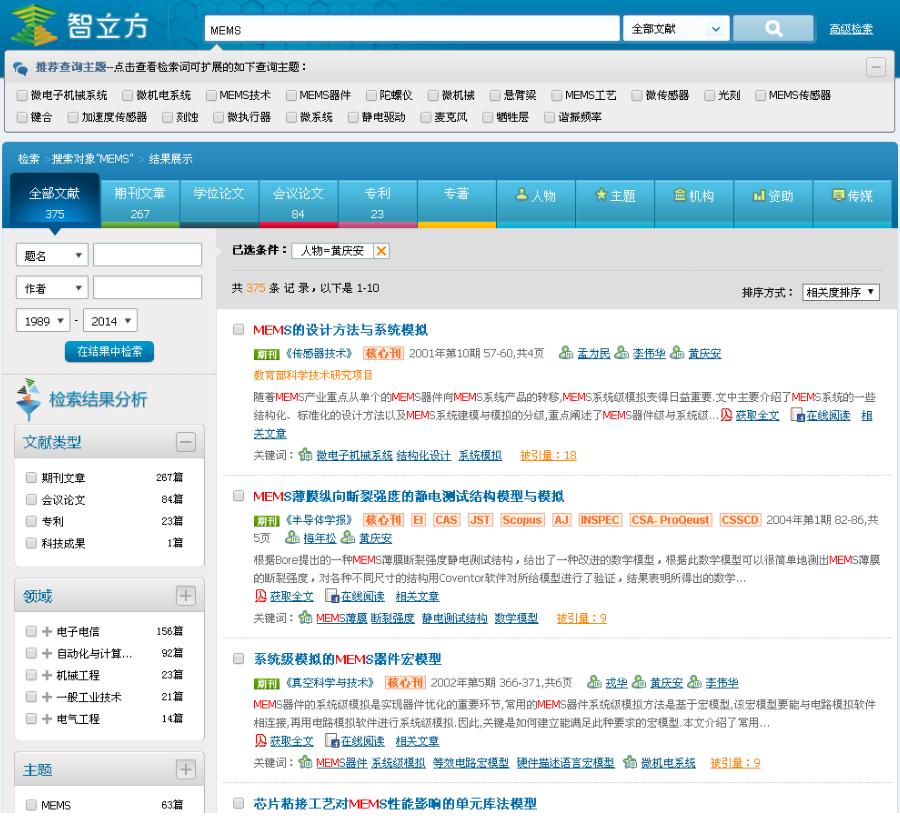 智立方
MEMS
全部文献
高级检索
推荐查询主题--点击查看检索词可扩展的如下查询主题：
微电子机械系统 微机电系统 MEMS技术 MEMS器件 陀螺仪 微机械 悬臂梁 MEMS工艺 微传感器 光刻 MEMS传感器
键合 加速度传感器 刻蚀 微执行器 微系统 静电驱动 麦克风 牺牲层 谐振频率
检索 > 搜索对象"MEMS" > 结果展示
全部文献 期刊文章 学位论文 会议论文 专利 专著 人物 主题 机构 资助 传媒
375 267 84 23
题名
作者
1989 - 2014
在结果中检索
检索结果分析
文献类型
期刊文章 267篇
会议论文 84篇
专利 23篇
科技成果 1篇
领域
电子电信 156篇
自动化与计算... 92篇
机械工程 23篇
一般工业技术 21篇
电气工程 14篇
主题
MEMS 63篇
已选条件： 人物=黄庆安
共 375 条 记 录，以下是 1-10
排序方式： 相关度排序
MEMS的设计方法与系统模拟
期刊 《传感器技术》 核心刊 2001年第10期 57-60,共4页 孟为民 李伟华 黄庆安
教育部科学技术研究项目
随着MEMS产业重点从单个的MEMS器件向MEMS系统产品的转移,MEMS系统级模拟变得日益重要.文中主要介绍了MEMS系统的一些
结构化、标准化的设计方法以及MEMS系统建模与模拟的分级,重点阐述了MEMS器件级与系统级... 获取全文 在线阅读 相
关文章
关键词： 微电子机械系统 结构化设计 系统模拟 被引量：18
MEMS薄膜纵向断裂强度的静电测试结构模型与模拟
期刊 《半导体学报》 核心刊 EI CAS JST Scopus AJ INSPEC CSA-ProQeust CSSCD 2004年第1期 82-86,共
5页 梅年松 黄庆安
根据Bore提出的一种MEMS薄膜断裂强度静电测试结构，给出了一种改进的数学模型，根据此数学模型可以很简单地测出MEMS薄膜
的断裂强度，对各种不同尺寸的结构用Coventor软件对所给模型进行了验证，结果表明所得出的数学...
获取全文 在线阅读 相关文章
关键词： MEMS薄膜 断裂强度 静电测试结构 数学模型 被引量：9
系统级模拟的MEMS器件宏模型
期刊 《真空科学与技术》 核心刊 2002年第5期 366-371,共6页 戎华 黄庆安 李伟华
MEMS器件的系统级模拟是实现器件优化的重要环节,常用的MEMS器件系统级模拟方法是基于宏模型,该宏模型要能与电路模拟软件
相连接,再用电路模拟软件进行系统级模拟.因此,关键是如何建立能满足此种要求的宏模型.本文介绍了常用...
获取全文 在线阅读 相关文章
关键词： MEMS器件 系统级模拟 等效电路宏模型 硬件描述语言宏模型 微机电系统 被引量：9
芯片粘接工艺对MEMS性能影响的单元库法模型